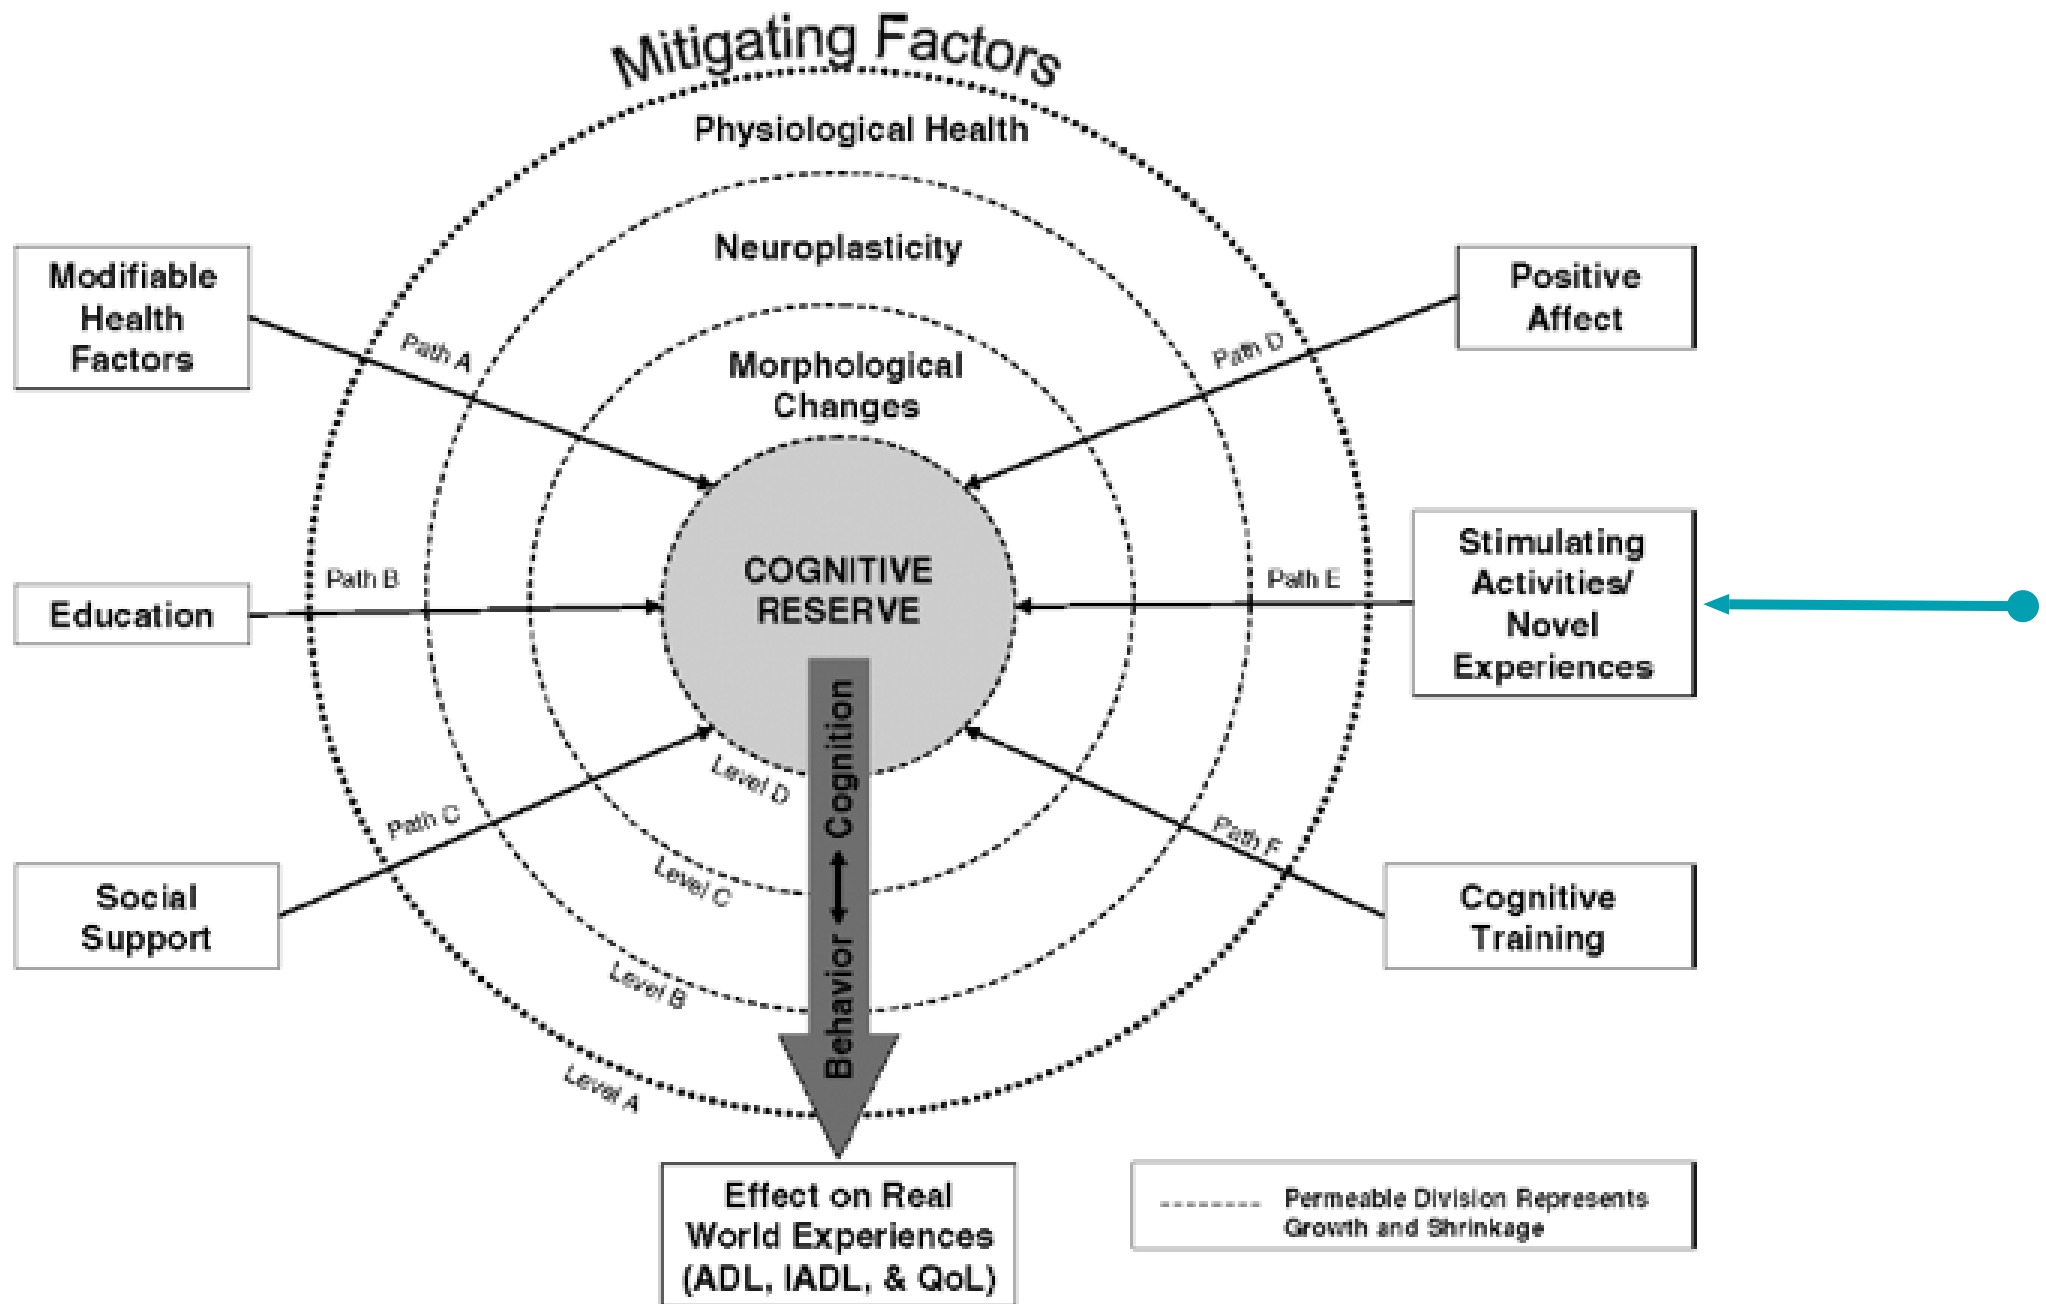 Mitigating Factors
Physiological Health
Neuroplasticity
Morphological
Changes
Modifiable
Health
Factors
Path A
Positive
Affect
Path D
Education
Path B
COGNITIVE
RESERVE
Path E
Stimulating
Activities/
Novel
Experiences
Social
Support
Path C
Cognitive
Training
Path F
Level D
Level C
Level B
Level A
Behavior
Cognition
Effect on Real
World Experiences
(ADL, IADL, & QoL)
Permeable Division Represents
Growth and Shrinkage